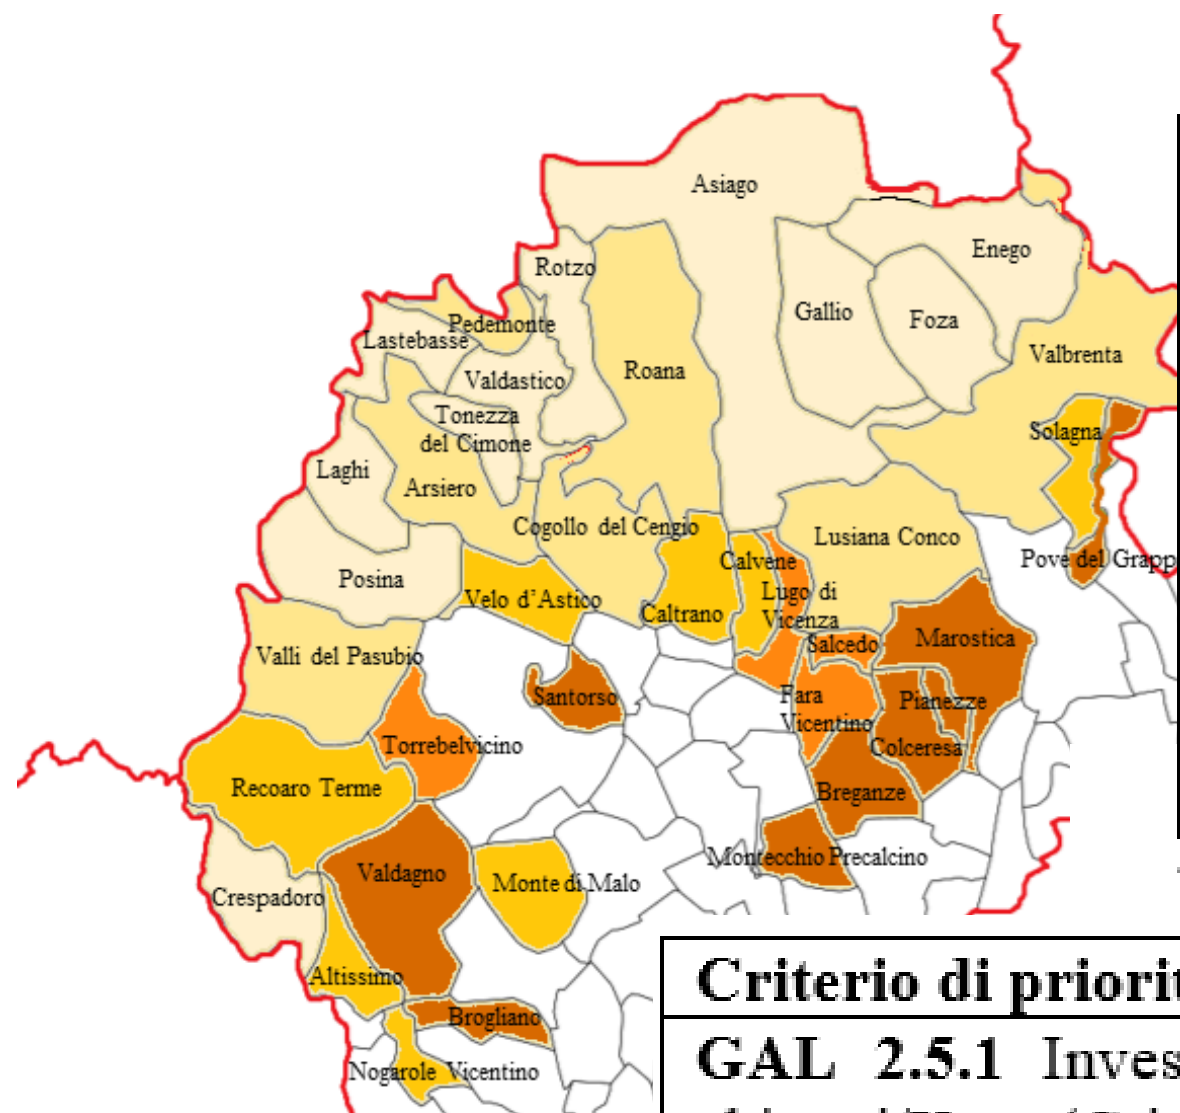 Asiago
Enego
Rotzo
Gallio
Foza
Pedemonte
Lastebasse
Valbrenta
Roana
Valdastico
Tonezza
del Cimone
Solagna
Laghi
Arsiero
Cogollo del Cengio
Lusiana Conco
Calvene
Pove del Grapp
Posina
Velo d'Astico
Lugo di
Vicenza
Caltrano
Marostica
Salcedo
Valli del Pasubio
Santorso
Fara
Vicentino
Pianezze
Torrebelvicino
Colceresa
Recoaro Terme
Breganze
Montecchio Precalcino
Valdagno
Monte di Malo
Crespadoro
Altissimo
Brogliano
Nogarole Vicentino
Criterio di priorit
GAL 2.5.1 Inves